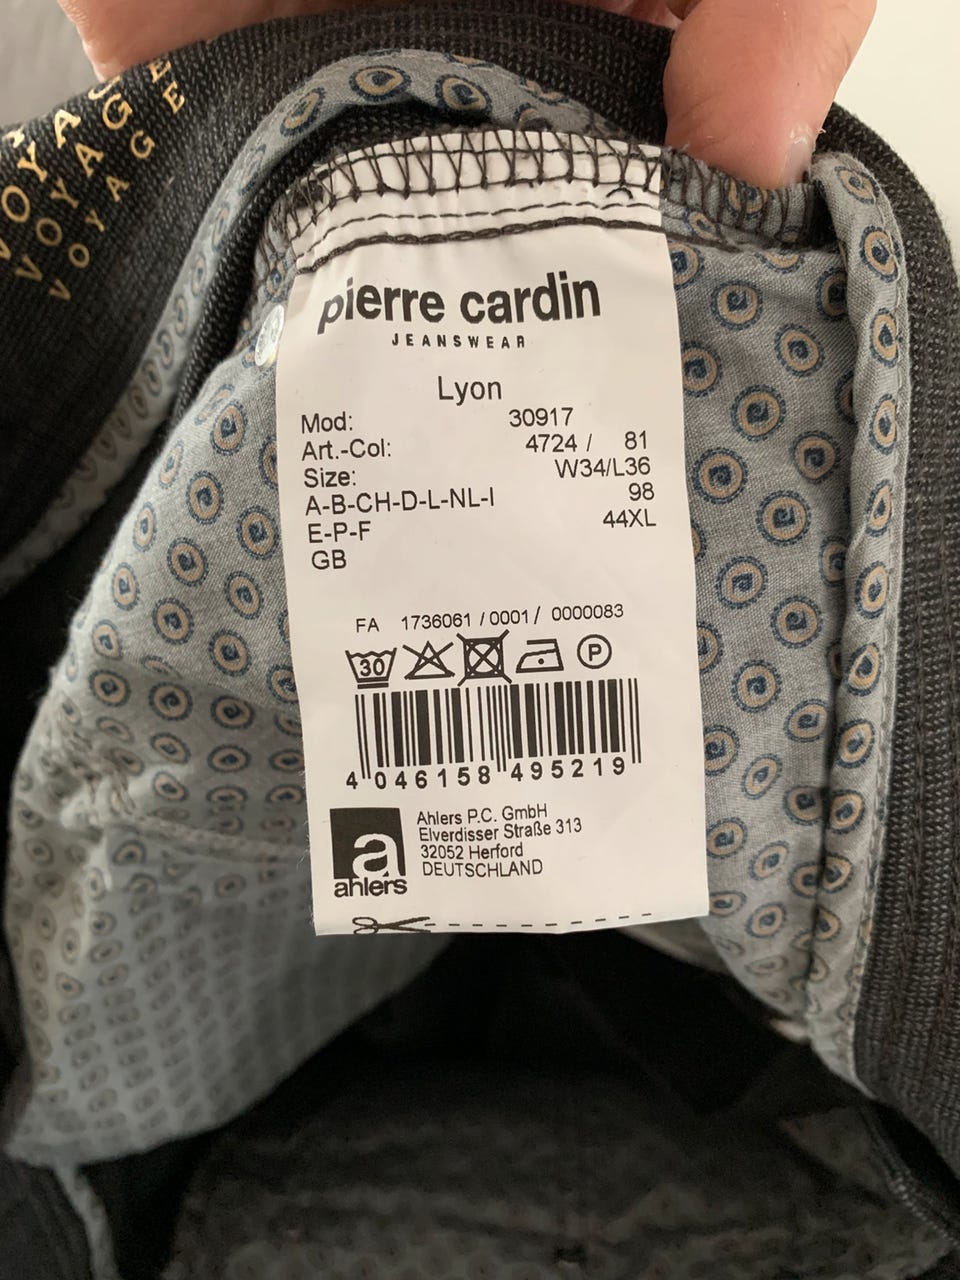 VOYAGE
VOYAGE
VOYAG
pierre cardin
JEANSWEAR
Lyon
Mod: 30917
Art.-Col: 4724 / 81
Size: W34/L36
A-B-CH-D-L-NL-I 98
E-P-F 44XL
GB
FA 1736061 /0001/ 0000083
30 P
4 046158 495219
a
ahlers
Ahlers P.C. GmbH
Elverdisser Straße 313
32052 Herford
DEUTSCHLAND